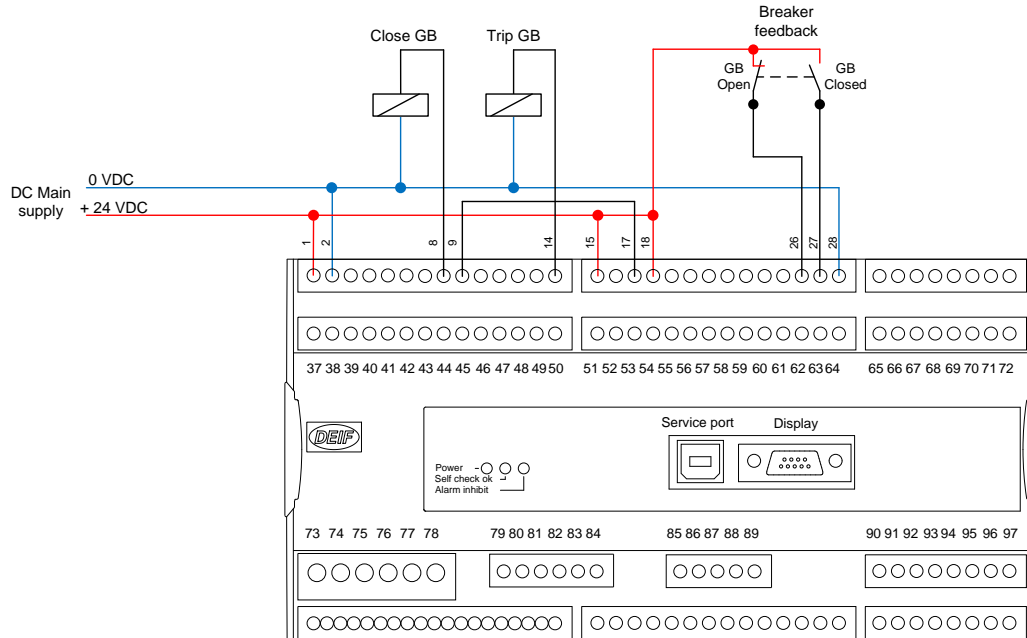 Breaker
feedback
Close GB
Trip GB
GB
Open
GB
Closed
DC Main
supply
0 VDC
+ 24 VDC
1 2 8 9 14 15 17 18 26 27 28
37 38 39 40 41 42 43 44 45 46 47 48 49 50 51 52 53 54 55 56 57 58 59 60 61 62 63 64 65 66 67 68 69 70 71 72
DEIF
Service port
Display
Power
Self check ok
Alarm inhibit
73 74 75 76 77 78 79 80 81 82 83 84 85 86 87 88 89 90 91 92 93 94 95 96 97